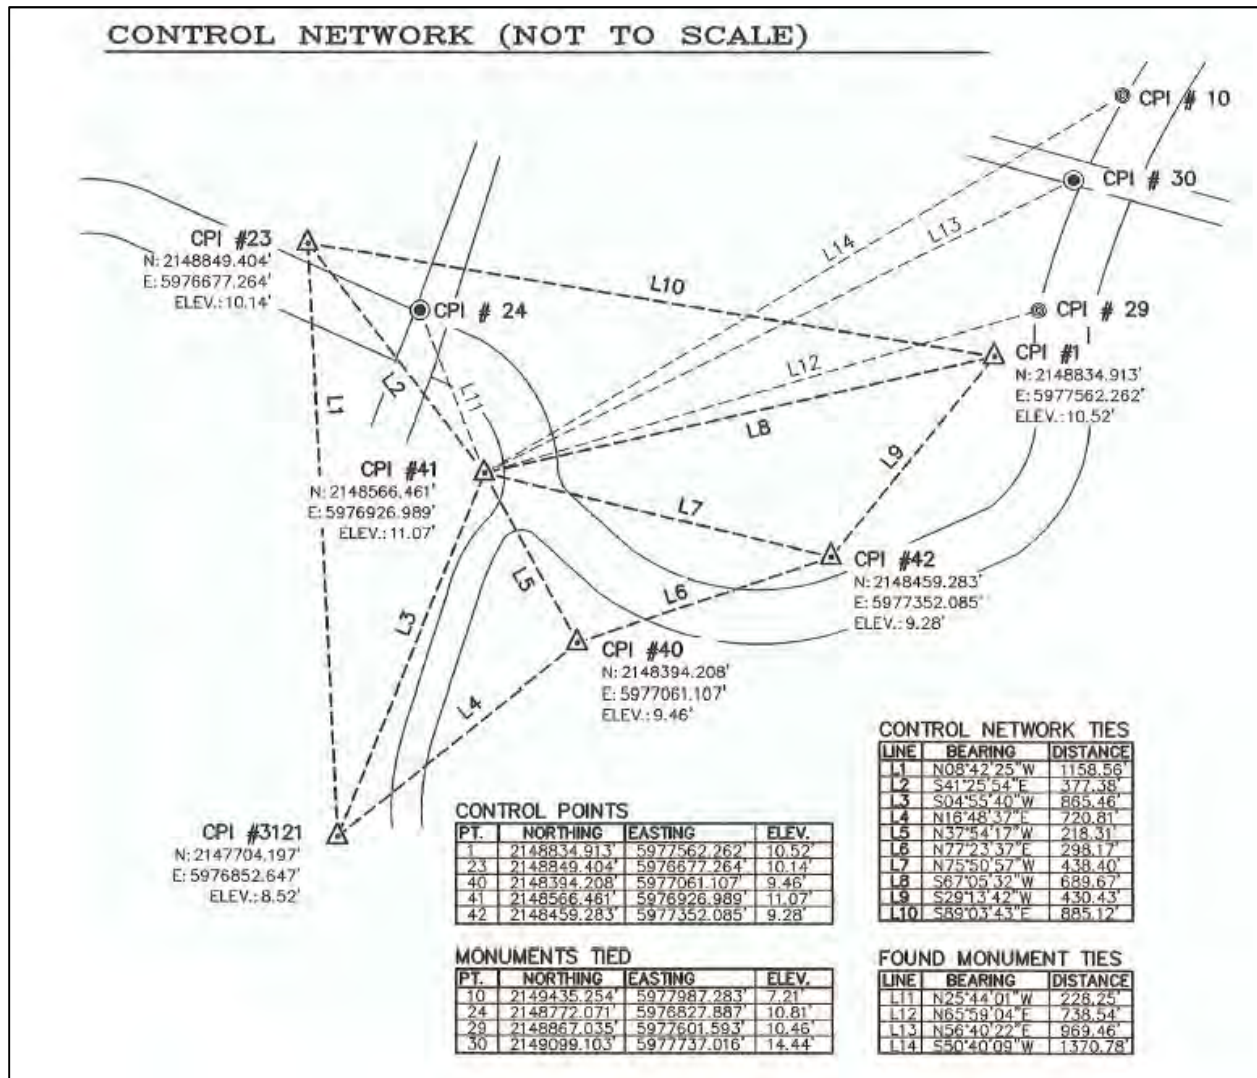 CONTROL NETWORK (NOT TO SCALE)
CPI # 10
CPI # 30
L14
L13
CPI #23
N: 2148849.404'
E: 5976677.264'
ELEV.: 10.14'
L10
CPI # 24
CPI # 29
L12
CPI #1
N: 2148834.913'
E: 5977562.262'
ELEV.: 10.52'
L1
L2
L11
L8
L9
CPI #41
N: 2148566.461'
E: 5976926.989'
ELEV.: 11.07'
L7
CPI #42
N: 2148459.283'
E: 5977352.085'
ELEV.: 9.28'
L5
L6
L3
CPI #40
N: 2148394.208'
E: 5977061.107'
ELEV.: 9.46'
L4
CPI #3121
N: 2147704.197'
E: 5976852.647'
ELEV.: 8.52'
CONTROL POINTS
PT. NORTHING EASTING ELEV.
1 2148834.913' 5977562.262' 10.52'
23 2148849.404' 5976677.264' 10.14'
40 2148394.208' 5977061.107' 9.46'
41 2148566.461' 5976926.989' 11.07'
42 2148459.283' 5977352.085' 9.28'
MONUMENTS TIED
PT. NORTHING EASTING ELEV.
10 2149435.254' 5977987.283' 7.21'
24 2148772.071' 5976827.887' 10.81'
29 2148867.035' 5977601.593' 10.46'
30 2149099.103' 5977737.016' 14.44'
CONTROL NETWORK TIES
LINE BEARING DISTANCE
L1 N08°42'25"W 1158.56'
L2 S41°25'54"E 377.38'
L3 S04°55'40"W 865.46'
L4 N16°48'37"E 720.81'
L5 N37°54'17"W 218.31'
L6 N77°23'37"E 298.17'
L7 N75°50'57"W 438.40'
L8 S67°05'32"W 689.67'
L9 S29°13'42"W 430.43'
L10 S89°03'43"E 885.12'
FOUND MONUMENT TIES
LINE BEARING DISTANCE
L11 N25°44'01"W 228.25'
L12 N65°59'04"E 738.54'
L13 N56°40'22"E 969.46'
L14 S50°40'09"W 1370.78'